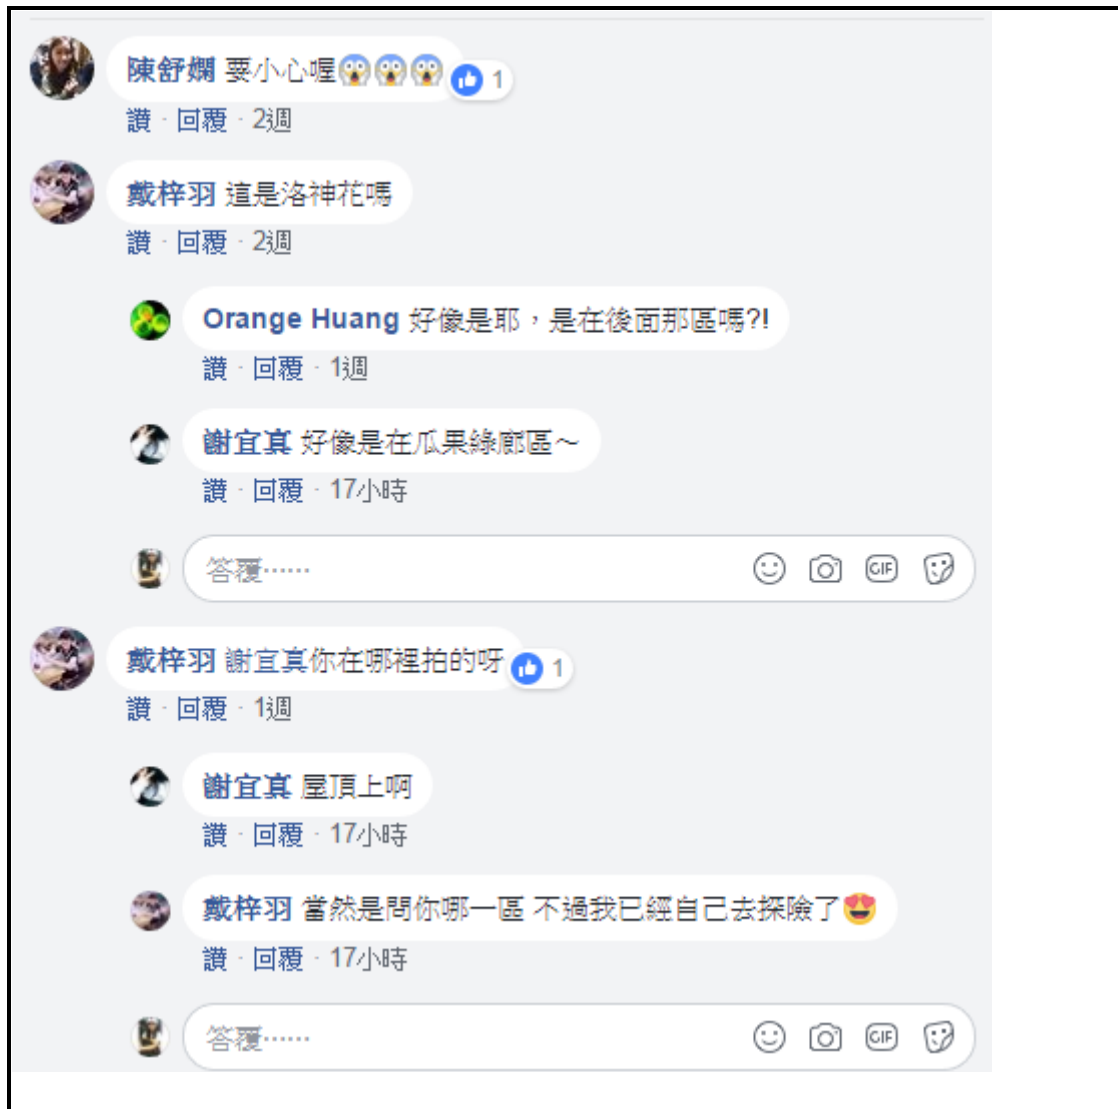 陳舒嫻 要小心喔😱😱😱 1
讚 · 回覆 · 2週
戴梓羽 這是洛神花嗎
讚 · 回覆 · 2週
Orange Huang 好像是耶，是在後面那區嗎?!
讚 · 回覆 · 1週
謝宜真 好像是在瓜果綠廊區～
讚 · 回覆 · 17小時
答覆……
GIF
戴梓羽 謝宜真你在哪裡拍的呀 1
讚 · 回覆 · 1週
謝宜真 屋頂上啊
讚 · 回覆 · 17小時
戴梓羽 當然是問你哪一區 不過我已經自己去探險了😍
讚 · 回覆 · 17小時
答覆……
GIF